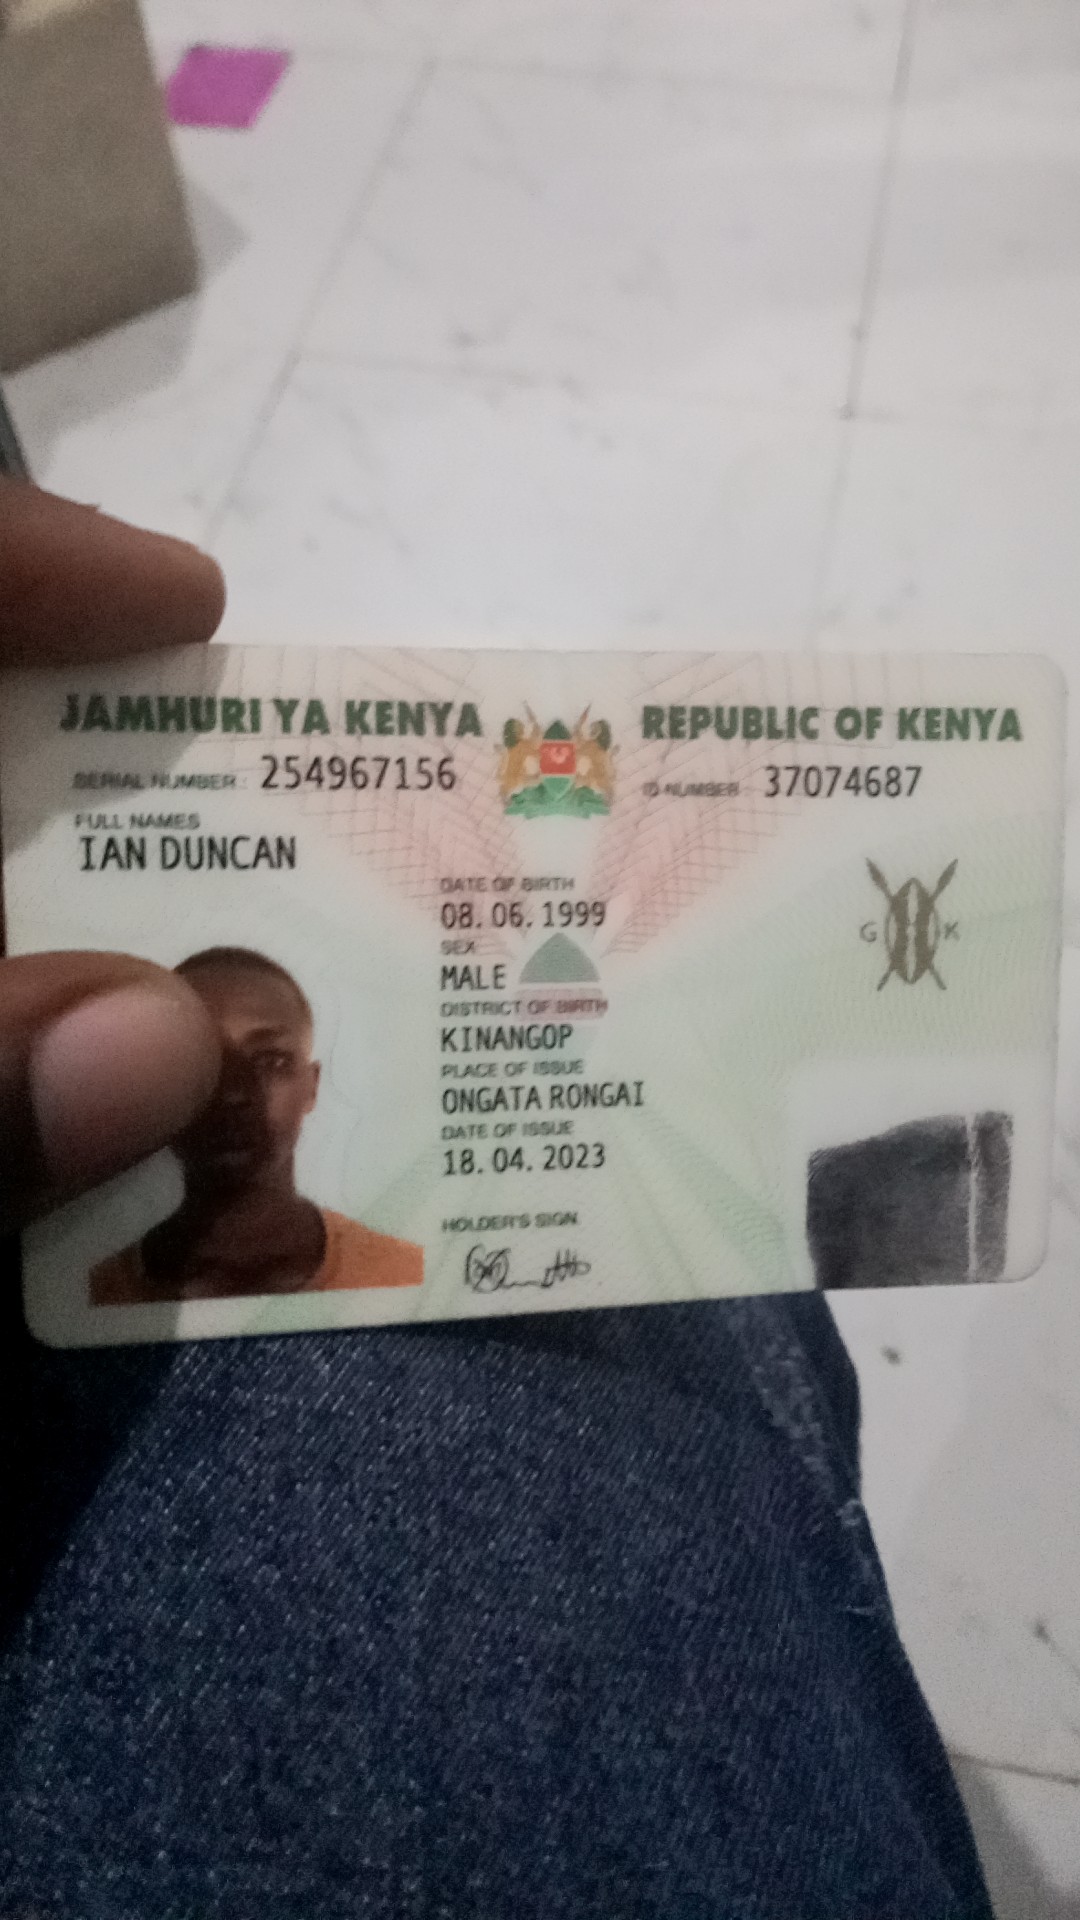 JAMHURI YA KENYA REPUBLIC OF KENYA
SERIAL NUMBER: 254967156 ID NUMBER: 37074687
FULL NAMES
IAN DUNCAN
DATE OF BIRTH
08. 06. 1999
SEX
MALE
G K
DISTRICT OF BIRTH
KINANGOP
PLACE OF ISSUE
ONGATA RONGAI
DATE OF ISSUE
18. 04. 2023
HOLDER'S SIGN.